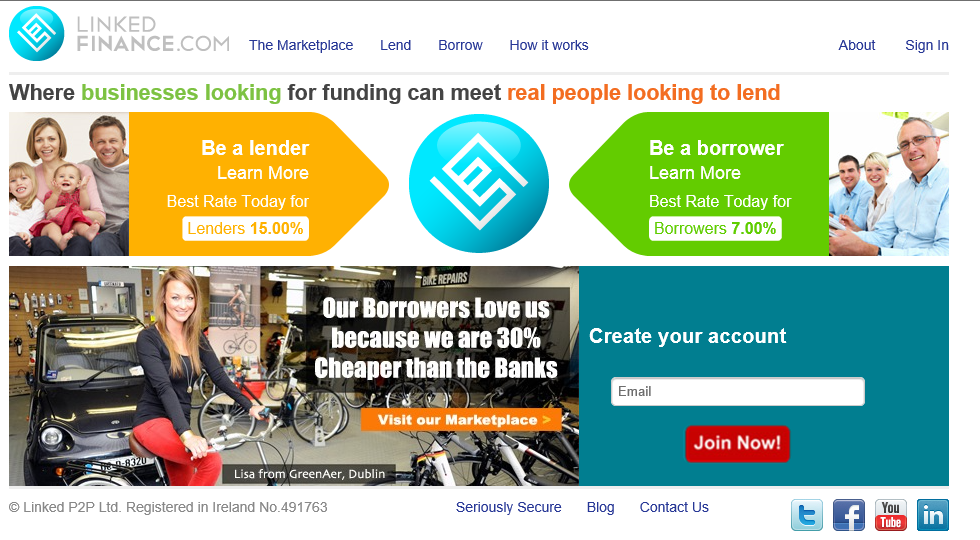 LINKED
FINANCE.COM
The Marketplace
Lend
Borrow
How it works
About
Sign In
Where businesses looking for funding can meet real people looking to lend
Be a lender
Learn More
Best Rate Today for
Lenders 15.00%
Be a borrower
Learn More
Best Rate Today for
Borrowers 7.00%
BIKE REPAIRS
Our Borrowers Love us
because we are 30%
Cheaper than the Banks
Visit our Marketplace >
Lisa from GreenAer, Dublin
Create your account
Email
Join Now!
© Linked P2P Ltd. Registered in Ireland No.491763
Seriously Secure
Blog
Contact Us
You
Tube
in